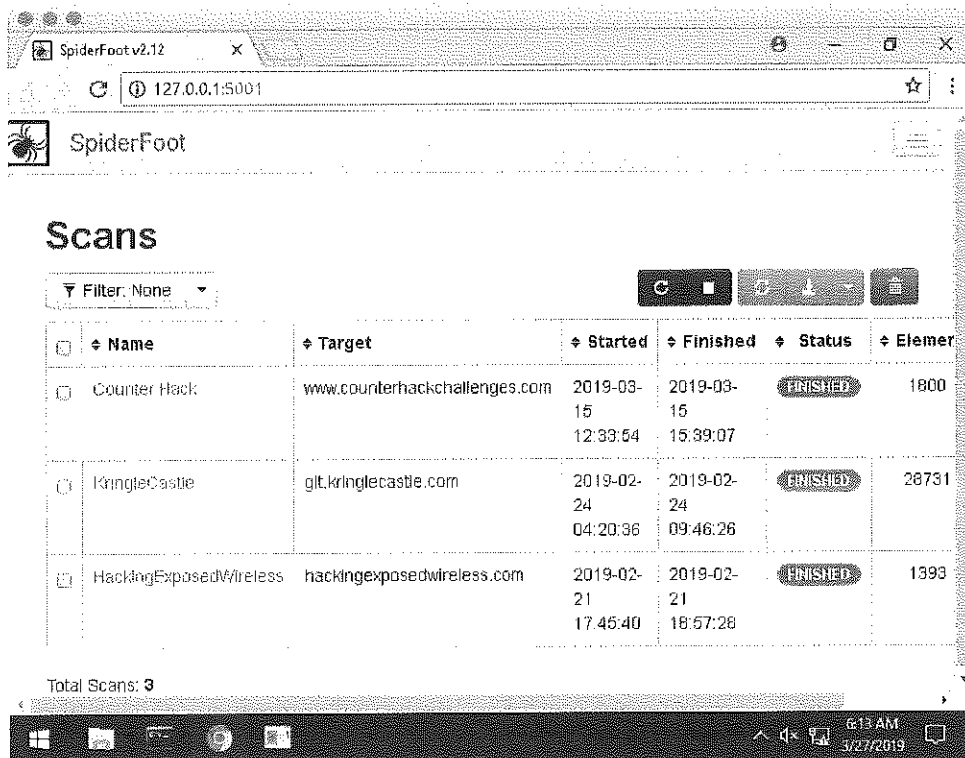 SpiderFoot v2.12
127.0.0.1:5001
SpiderFoot
Scans
Filter: None
Name Target Started Finished Status Elemer
Counter Hack www.counterhackchallenges.com 2019-03-15 12:33:54 2019-03-15 15:39:07 FINISHED 1800
KringleCastle git.kringlecastle.com 2019-02-24 04:20:36 2019-02-24 09:46:26 FINISHED 28731
HackingExposedWireless hackingexposedwireless.com 2019-02-21 17:45:40 2019-02-21 18:57:28 FINISHED 1393
Total Scans: 3
6:13 AM
3/27/2019